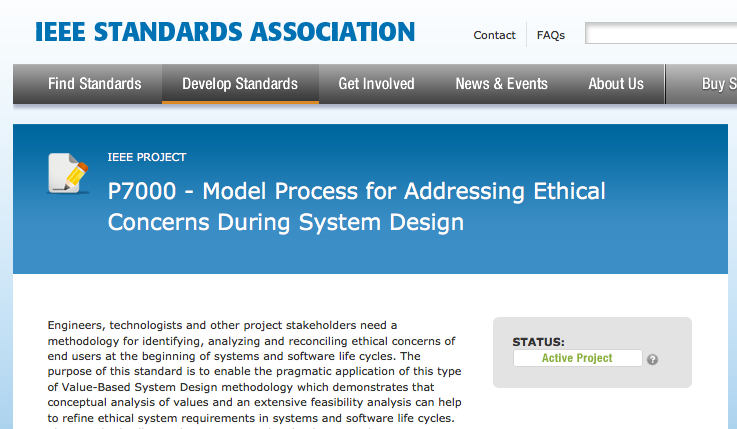 IEEE STANDARDS ASSOCIATION
Contact
FAQs
Find Standards
Develop Standards
Get Involved
News & Events
About Us
Buy S
IEEE PROJECT
P7000 - Model Process for Addressing Ethical
Concerns During System Design
Engineers, technologists and other project stakeholders need a
methodology for identifying, analyzing and reconciling ethical concerns of
end users at the beginning of systems and software life cycles. The
purpose of this standard is to enable the pragmatic application of this type
of Value-Based System Design methodology which demonstrates that
conceptual analysis of values and an extensive feasibility analysis can help
to refine ethical system requirements in systems and software life cycles.
STATUS:
Active Project
?